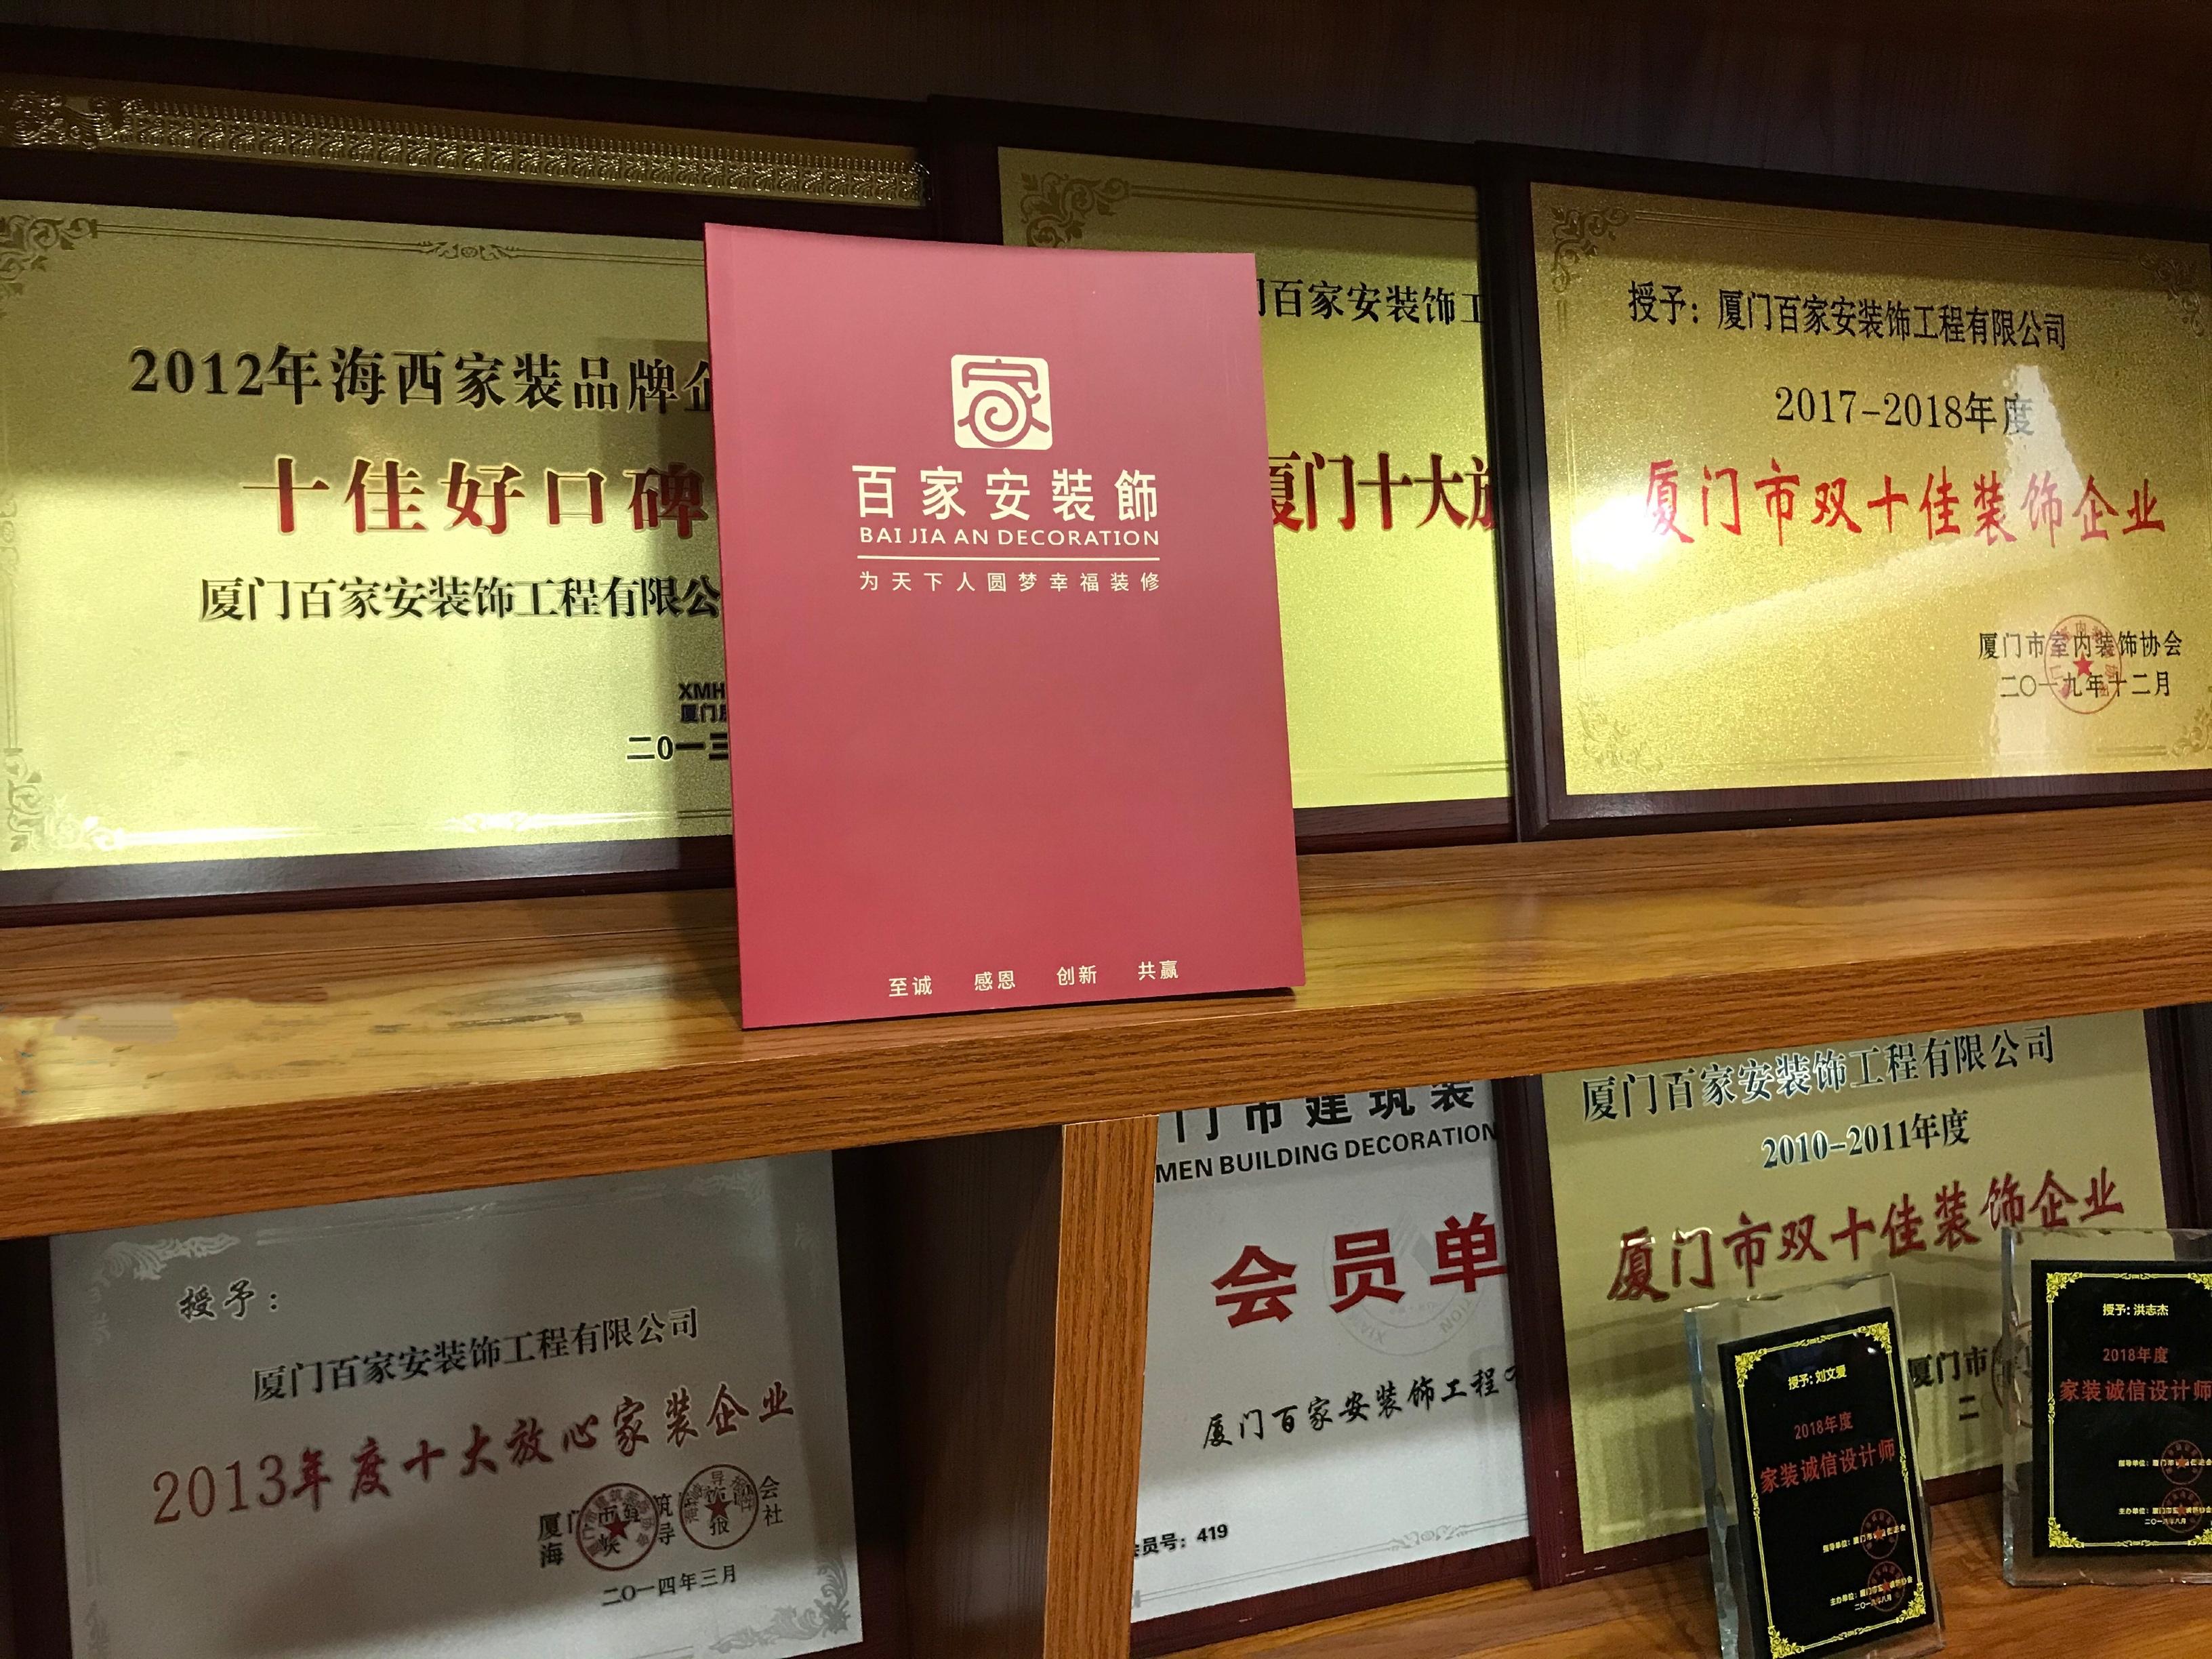 2012年海西家装品牌企
十佳好口碑
厦门百家安装饰工程有限公
XMH
厦门
二0一三
百家安裝飾
BAI JIA AN DECORATION
为天下人圆梦幸福装修
至诚 感恩 创新 共赢
门百家安装饰工
厦门十大放
授予：厦门百家安装饰工程有限公司
2017-2018年度
厦门市双十佳装饰企业
厦门市室内装饰协会
二〇一九年十二月
授予：
厦门百家安装饰工程有限公司
2013年度十大放心家装企业
二〇一四年三月
门市建筑装
MEN BUILDING DECORATION
会员单
厦门百家安装饰工程
会员号：419
厦门百家安装饰工程有限公司
2010-2011年度
厦门市双十佳装饰企业
厦门市
二
授予：刘文爱
2018年度
家装诚信设计师
授予：洪志杰
2018年度
家装诚信设计师